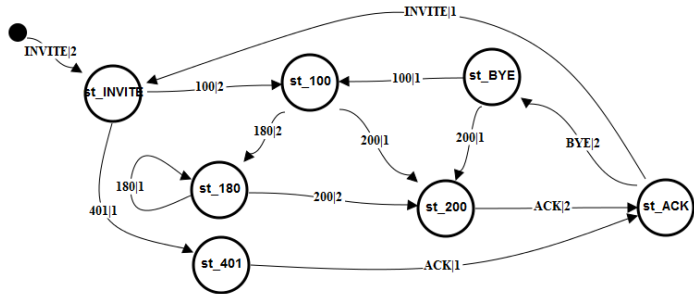 INVITE|1
INVITE|2
st_INVITE
100|2
st_100
100|1
st_BYE
180|2
200|1
200|1
BYE|2
180|1
st_180
200|2
st_200
ACK|2
st_ACK
401|1
st_401
ACK|1